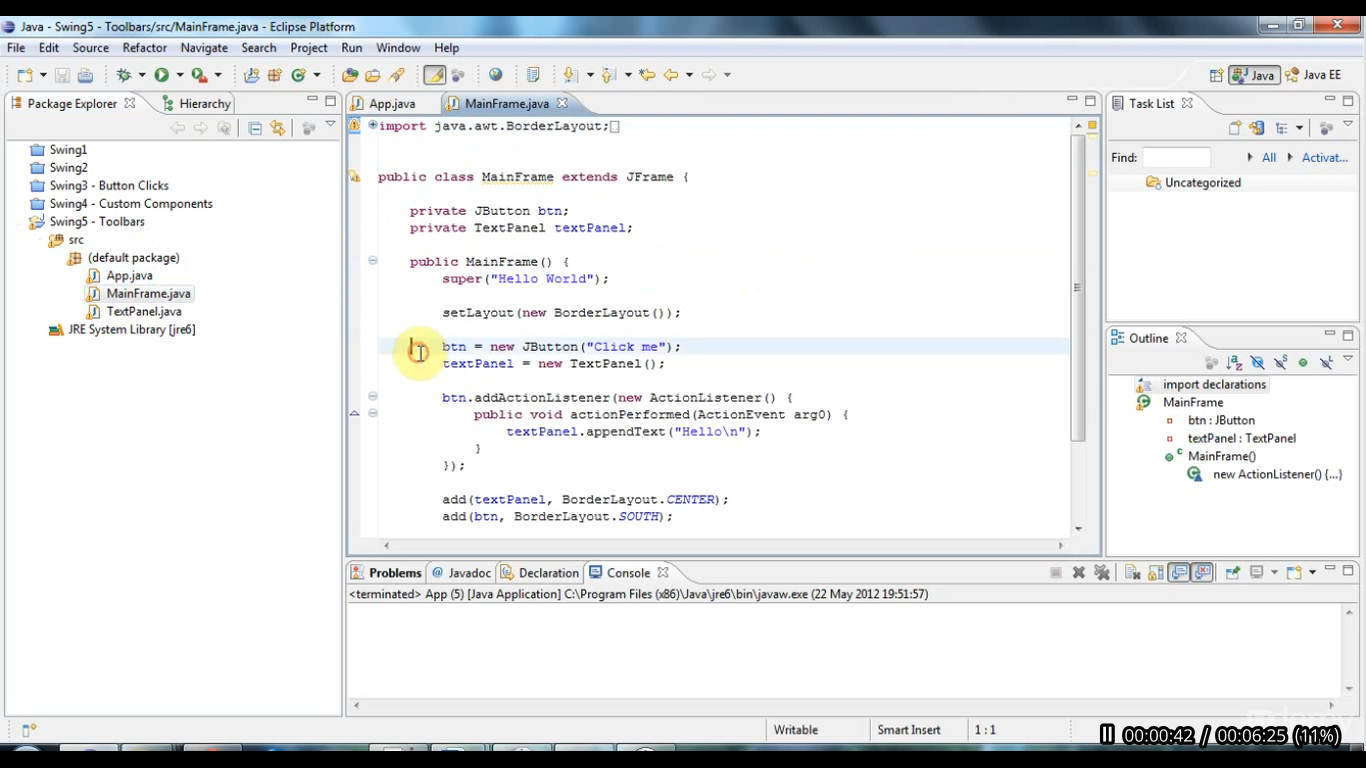 Java - Swing5 - Toolbars/src/MainFrame.java - Eclipse Platform
File Edit Source Refactor Navigate Search Project Run Window Help
Java Java EE
Package Explorer Hierarchy
Swing1
Swing2
Swing3 - Button Clicks
Swing4 - Custom Components
Swing5 - Toolbars
src
(default package)
App.java
MainFrame.java
TextPanel.java
JRE System Library [jre6]
App.java MainFrame.java
import java.awt.BorderLayout;
public class MainFrame extends JFrame {
private JButton btn;
private TextPanel textPanel;
public MainFrame() {
super("Hello World");
setLayout(new BorderLayout());
btn = new JButton("Click me");
textPanel = new TextPanel();
btn.addActionListener(new ActionListener() {
public void actionPerformed(ActionEvent arg0) {
textPanel.appendText("Hello\n");
}
});
add(textPanel, BorderLayout.CENTER);
add(btn, BorderLayout.SOUTH);
Task List
Find: All Activat...
Uncategorized
Outline
import declarations
MainFrame
btn : JButton
textPanel : TextPanel
MainFrame()
new ActionListener() {...}
Problems @ Javadoc Declaration Console
<terminated> App (5) [Java Application] C:\Program Files (x86)\Java\jre6\bin\javaw.exe (22 May 2012 19:51:57)
Writable Smart Insert 1 : 1
00:00:42 / 00:06:25 (11%)